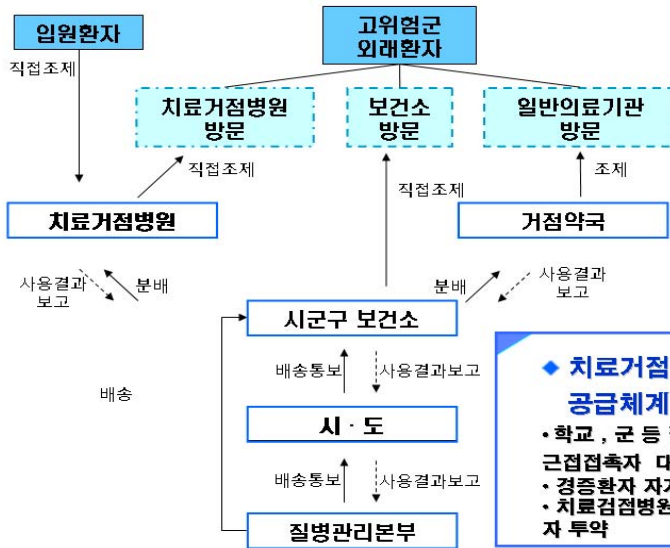 입원환자
고위험군
외래환자
직접조제
치료거점병원
방문
보건소
방문
일반의료기관
방문
직접조제
직접조제
조제
치료거점병원
거점약국
사용결과
보고
분배
분배
사용결과
보고
시군구 보건소
배송
배송통보
사용결과보고
시 · 도
배송통보
사용결과보고
질병관리본부
◆ 치료거점
공급체계
• 학교 , 군 등
근접접촉자 대
• 경증환자 자가
• 치료검점병원
자 투약